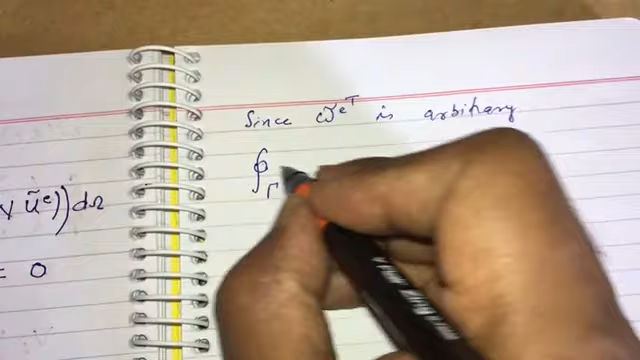 Since ω̃ᵉᵀ is arbitrary
∮Γ
∇ ũᵉ))dΩ
= 0